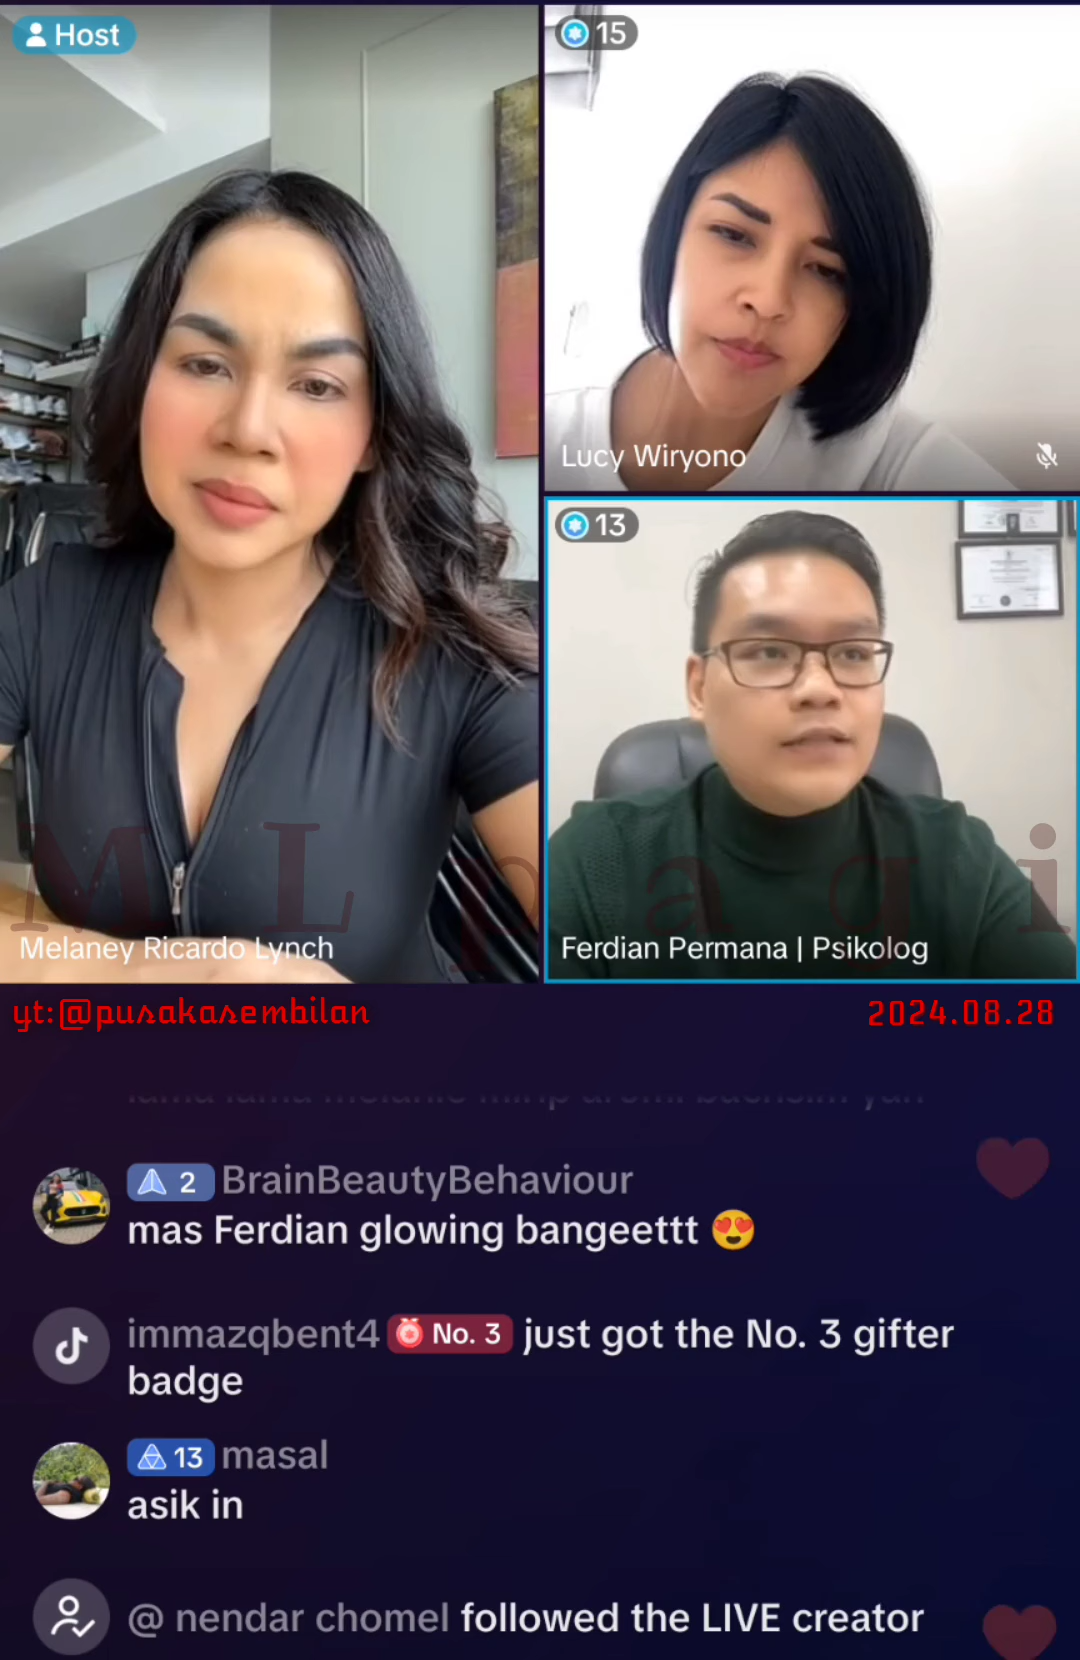 Host
15
Lucy Wiryono
13
Melaney Ricardo Lynch
Ferdian Permana | Psikolog
M L p a g i
yt:@pusakasembilan
2024.08.28
2 BrainBeautyBehaviour
mas Ferdian glowing bangeettt 😍
immazqbent4 No. 3 just got the No. 3 gifter
badge
13 masal
asik in
@ nendar chomel followed the LIVE creator